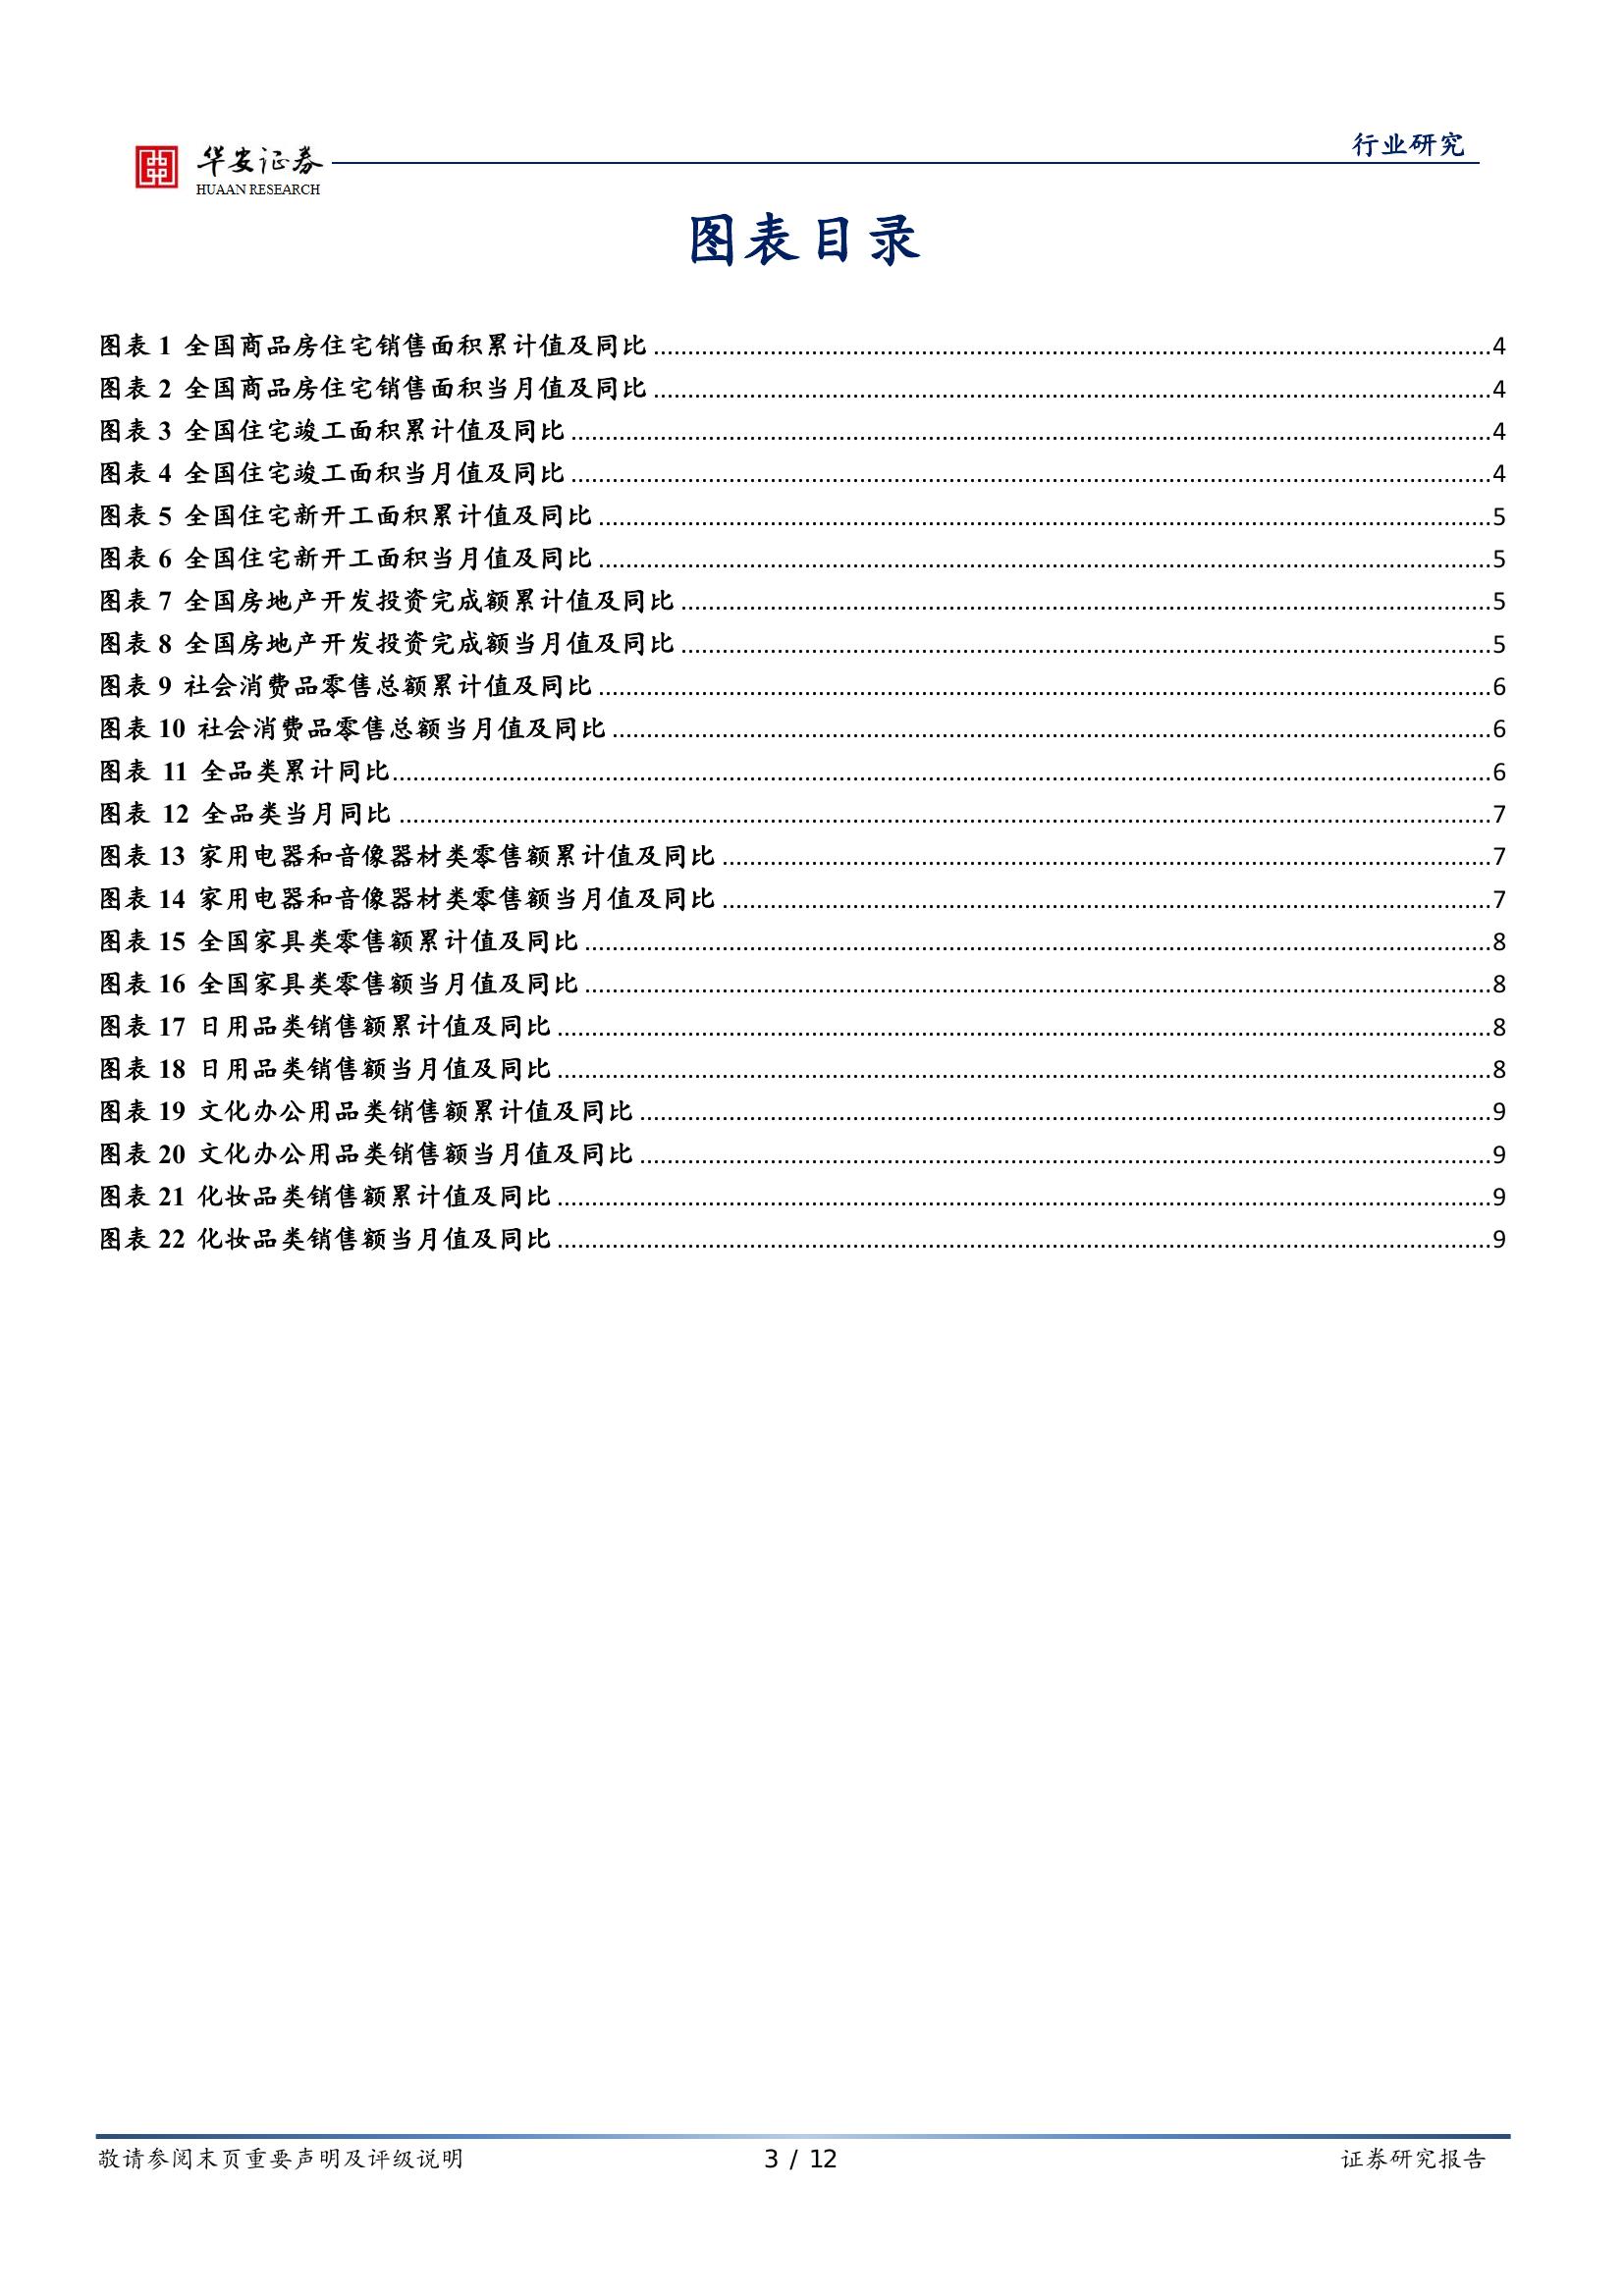 行业研究
华安证券
HUAAN RESEARCH
图表目录
图表 1 全国商品房住宅销售面积累计值及同比 ........ 4
图表 2 全国商品房住宅销售面积当月值及同比 ........ 4
图表 3 全国住宅竣工面积累计值及同比 ........ 4
图表 4 全国住宅竣工面积当月值及同比 ........ 4
图表 5 全国住宅新开工面积累计值及同比 ........ 5
图表 6 全国住宅新开工面积当月值及同比 ........ 5
图表 7 全国房地产开发投资完成额累计值及同比 ........ 5
图表 8 全国房地产开发投资完成额当月值及同比 ........ 5
图表 9 社会消费品零售总额累计值及同比 ........ 6
图表 10 社会消费品零售总额当月值及同比 ........ 6
图表 11 全品类累计同比 ........ 6
图表 12 全品类当月同比 ........ 7
图表 13 家用电器和音像器材类零售额累计值及同比 ........ 7
图表 14 家用电器和音像器材类零售额当月值及同比 ........ 7
图表 15 全国家具类零售额累计值及同比 ........ 8
图表 16 全国家具类零售额当月值及同比 ........ 8
图表 17 日用品类销售额累计值及同比 ........ 8
图表 18 日用品类销售额当月值及同比 ........ 8
图表 19 文化办公用品类销售额累计值及同比 ........ 9
图表 20 文化办公用品类销售额当月值及同比 ........ 9
图表 21 化妆品类销售额累计值及同比 ........ 9
图表 22 化妆品类销售额当月值及同比 ........ 9
敬请参阅末页重要声明及评级说明 3 / 12 证券研究报告